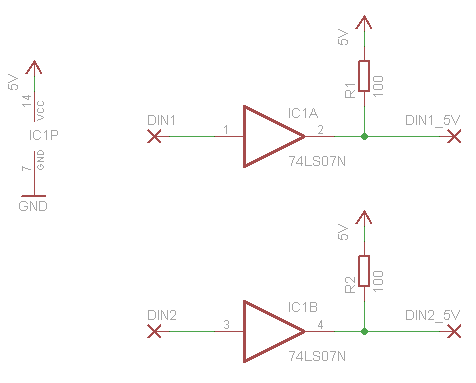 5V
14
VCC
IC1P
GND
7
GND
DIN1
1
IC1A
2
74LS07N
5V
R1
100
DIN1_5V
DIN2
3
IC1B
4
74LS07N
5V
R2
100
DIN2_5V